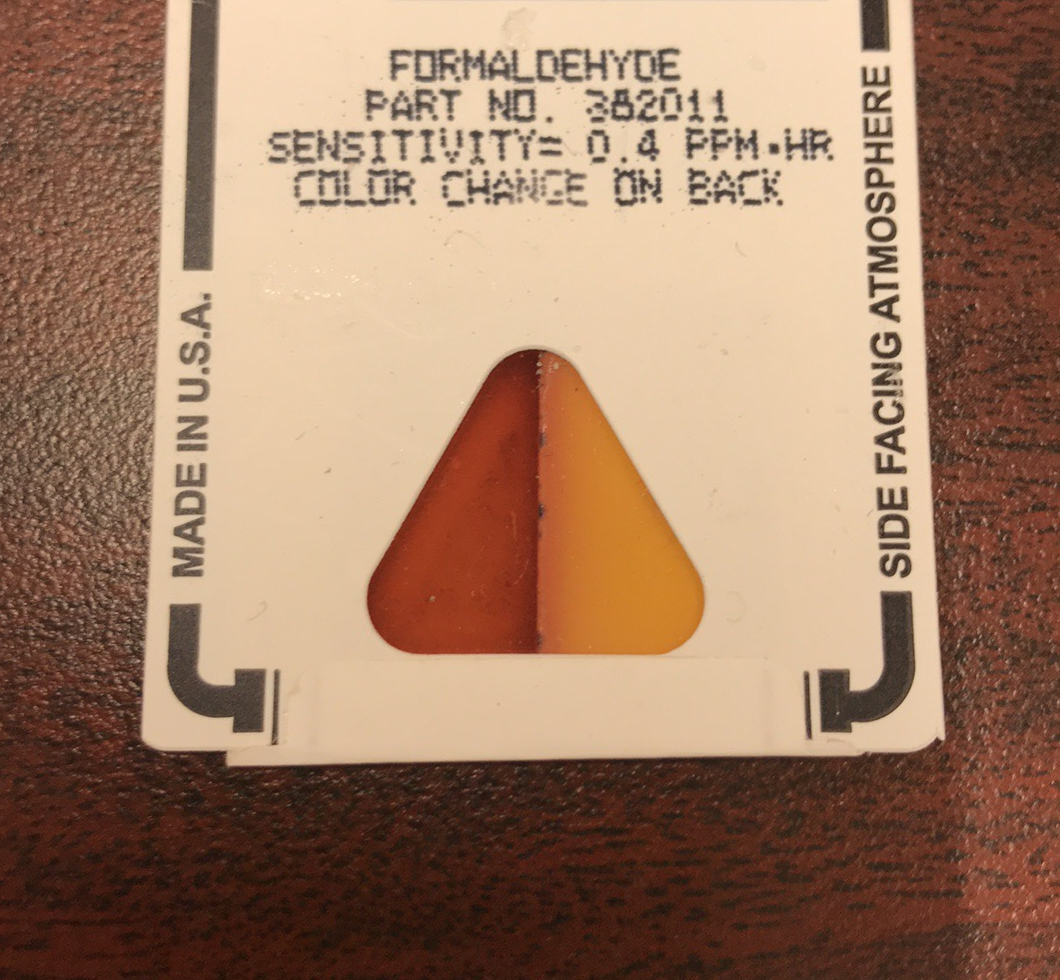 FORMALDEHYDE
PART NO. 382011
SENSITIVITY= 0.4 PPM·HR
COLOR CHANGE ON BACK
MADE IN U.S.A.
SIDE FACING ATMOSPHERE